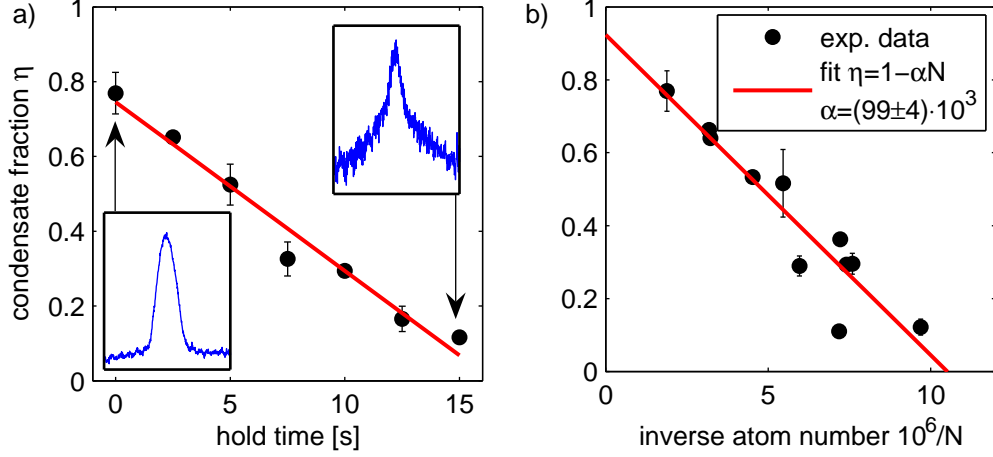 a)
condensate fraction η
1
0.8
0.6
0.4
0.2
0
0
5
10
15
hold time [s]
b)
1
0.8
0.6
0.4
0.2
0
0
5
10
inverse atom number 10⁶/N
exp. data
fit η=1−αN
α=(99±4)·10³